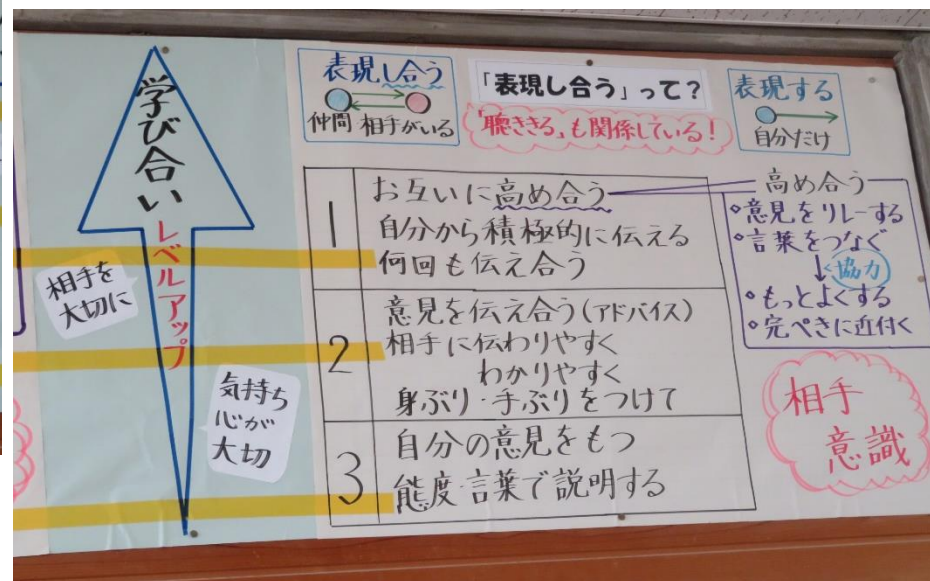 学び合い
レベルアップ
相手を
大切に
気持ち
心が
大切
表現し合う
仲間 相手がいる
「表現し合う」って?
「聴ききる」も関係している!
表現する
自分だけ
1
お互いに高め合う
自分から積極的に伝える
何回も伝え合う
2
意見を伝え合う(アドバイス)
相手に伝わりやすく
わかりやすく
身ぶり・手ぶりをつけて
3
自分の意見をもつ
態度 言葉で説明する
高め合う
・意見をリレーする
・言葉をつなぐ
協力
・もっとよくする
・完ぺきに近付く
相手
意識